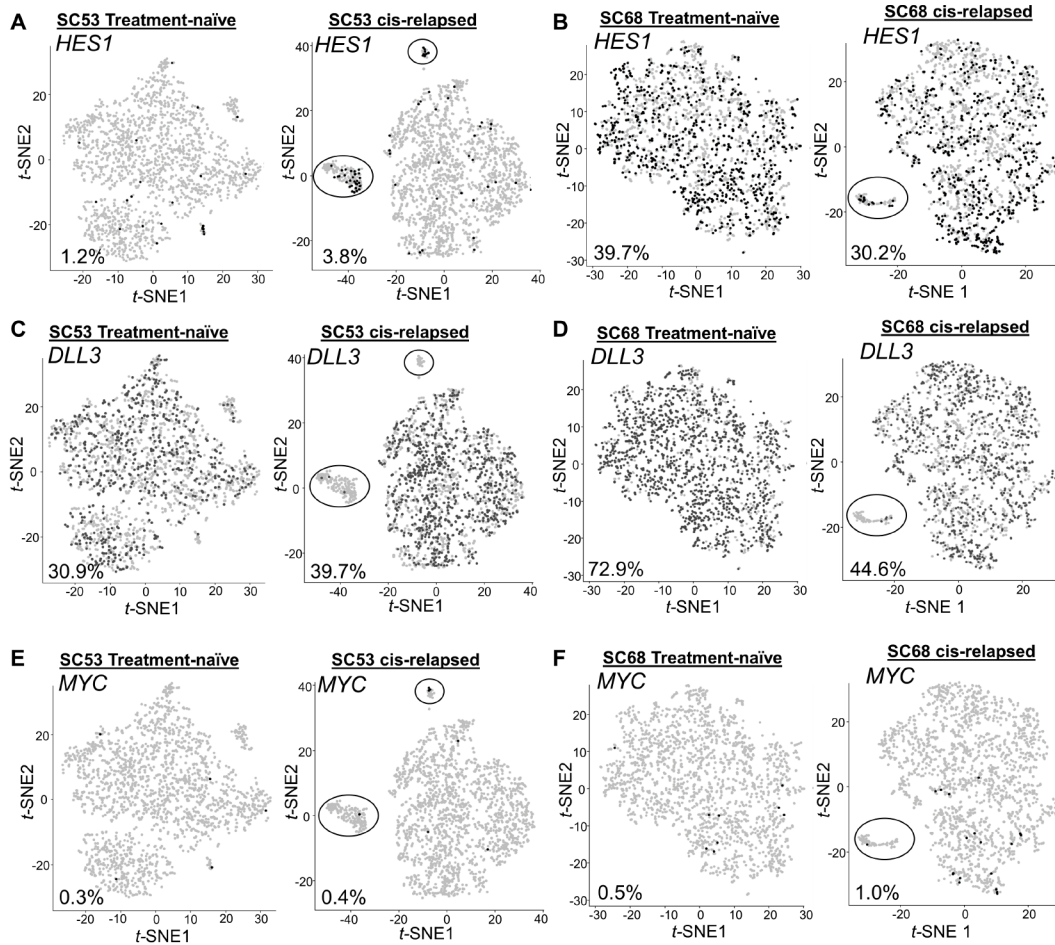 A
SC53 Treatment-naïve
HES1
20
0
-20
t-SNE2
1.2%
-20
-10
0
10
20
30
t-SNE1
SC53 cis-relapsed
HES1
40
20
0
-20
t-SNE2
3.8%
-40
-20
0
20
40
t-SNE1
B
SC68 Treatment-naïve
HES1
20
10
0
-10
-20
-30
t-SNE2
39.7%
-30
-20
-10
0
10
20
30
t-SNE1
SC68 cis-relapsed
HES1
20
0
-20
t-SNE2
30.2%
-20
0
20
t-SNE 1
C
SC53 Treatment-naïve
DLL3
20
0
-20
t-SNE2
30.9%
-20
-10
0
10
20
30
t-SNE1
SC53 cis-relapsed
DLL3
40
20
0
-20
t-SNE2
39.7%
-40
-20
0
20
40
t-SNE1
D
SC68 Treatment-naïve
DLL3
20
10
0
-10
-20
-30
t-SNE2
72.9%
-30
-20
-10
0
10
20
30
t-SNE1
SC68 cis-relapsed
DLL3
20
0
-20
t-SNE2
44.6%
-20
0
20
t-SNE 1
E
SC53 Treatment-naïve
MYC
20
0
-20
t-SNE2
0.3%
-20
-10
0
10
20
30
t-SNE1
SC53 cis-relapsed
MYC
40
20
0
-20
t-SNE2
0.4%
-40
-20
0
20
40
t-SNE1
F
SC68 Treatment-naïve
MYC
20
10
0
-10
-20
-30
t-SNE2
0.5%
-30
-20
-10
0
10
20
30
t-SNE1
SC68 cis-relapsed
MYC
20
0
-20
t-SNE2
1.0%
-20
0
20
t-SNE 1